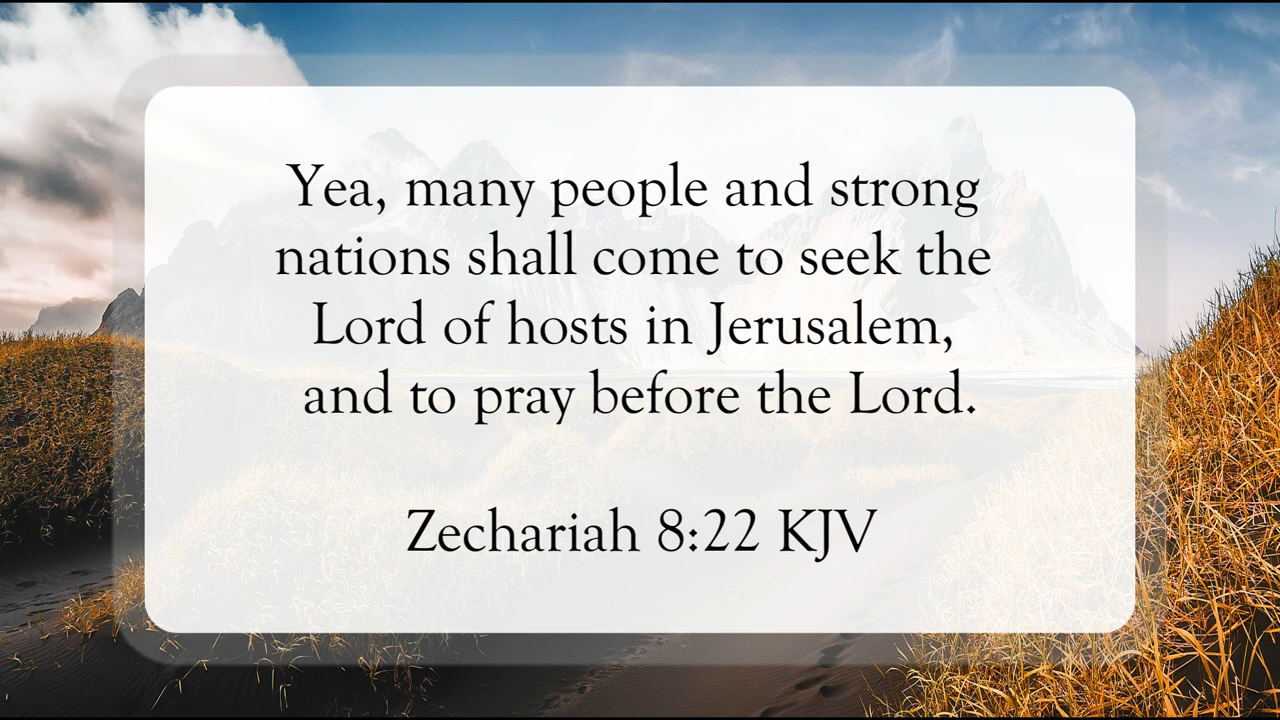 Yea, many people and strong
nations shall come to seek the
Lord of hosts in Jerusalem,
and to pray before the Lord.
Zechariah 8:22 KJV